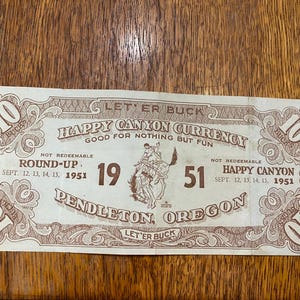 LET'ER BUCK
HAPPY CANYON CURRENCY
GOOD FOR NOTHING BUT FUN
NOT REDEEMABLE
ROUND-UP
SEPT. 12, 13, 14, 15, 1951
19 51
NOT REDEEMABLE
HAPPY CANYON
SEPT. 12, 13, 14, 15, 1951
PENDLETON, OREGON
LET'ER BUCK